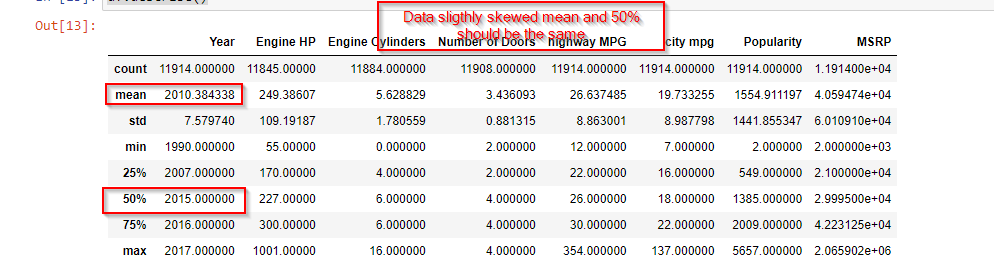 Data sligthly skewed mean and 50%
should be the same
Out[13]:
Year Engine HP Engine Cylinders Number of Doors highway MPG city mpg Popularity MSRP
count 11914.000000 11845.00000 11884.000000 11908.000000 11914.000000 11914.000000 11914.000000 1.191400e+04
mean 2010.384338 249.38607 5.628829 3.436093 26.637485 19.733255 1554.911197 4.059474e+04
std 7.579740 109.19187 1.780559 0.881315 8.863001 8.987798 1441.855347 6.010910e+04
min 1990.000000 55.00000 0.000000 2.000000 12.000000 7.000000 2.000000 2.000000e+03
25% 2007.000000 170.00000 4.000000 2.000000 22.000000 16.000000 549.000000 2.100000e+04
50% 2015.000000 227.00000 6.000000 4.000000 26.000000 18.000000 1385.000000 2.999500e+04
75% 2016.000000 300.00000 6.000000 4.000000 30.000000 22.000000 2009.000000 4.223125e+04
max 2017.000000 1001.00000 16.000000 4.000000 354.000000 137.000000 5657.000000 2.065902e+06